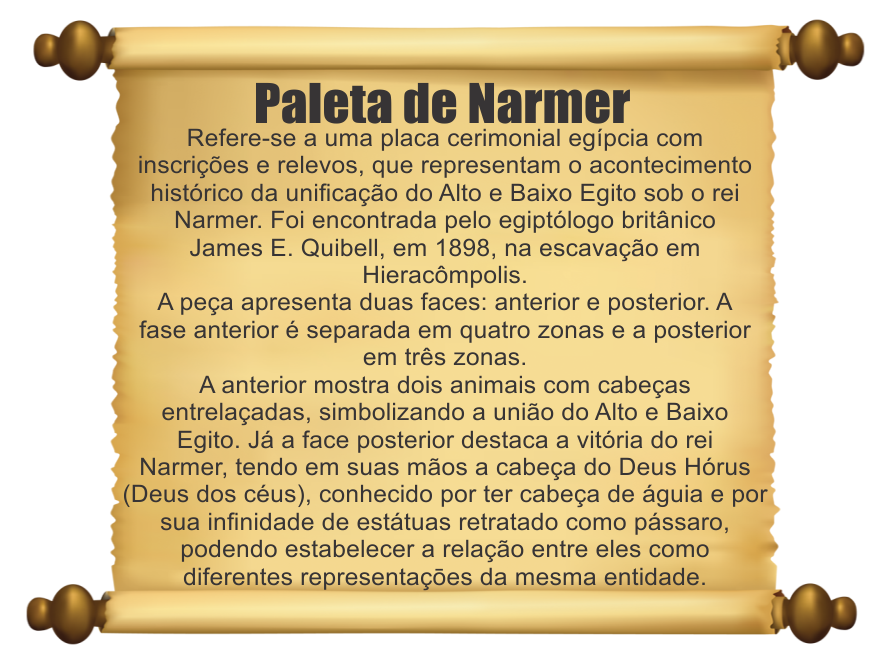 Paleta de Narmer
Refere-se a uma placa cerimonial egípcia com
inscrições e relevos, que representam o acontecimento
histórico da unificação do Alto e Baixo Egito sob o rei
Narmer. Foi encontrada pelo egiptólogo britânico
James E. Quibell, em 1898, na escavação em
Hieracômpolis.
A peça apresenta duas faces: anterior e posterior. A
fase anterior é separada em quatro zonas e a posterior
em três zonas.
A anterior mostra dois animais com cabeças
entrelaçadas, simbolizando a união do Alto e Baixo
Egito. Já a face posterior destaca a vitória do rei
Narmer, tendo em suas mãos a cabeça do Deus Hórus
(Deus dos céus), conhecido por ter cabeça de águia e por
sua infinidade de estátuas retratado como pássaro,
podendo estabelecer a relação entre eles como
diferentes representações da mesma entidade.